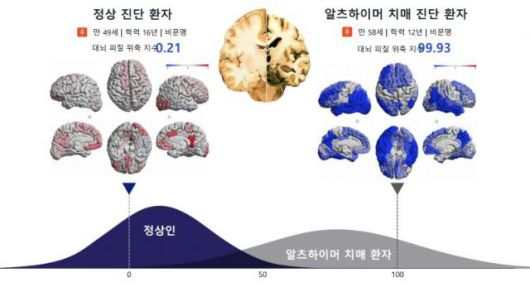 정상 진단 환자
우 만 49세 | 학력 16년 | 비문맹
대뇌 피질 위축 지수 0.21
알츠하이머 치매 진단 환자
우 만 58세 | 학력 12년 | 비문맹
대뇌 피질 위축 지수 99.93
정상인
알츠하이머 치매 환자
0
50
100